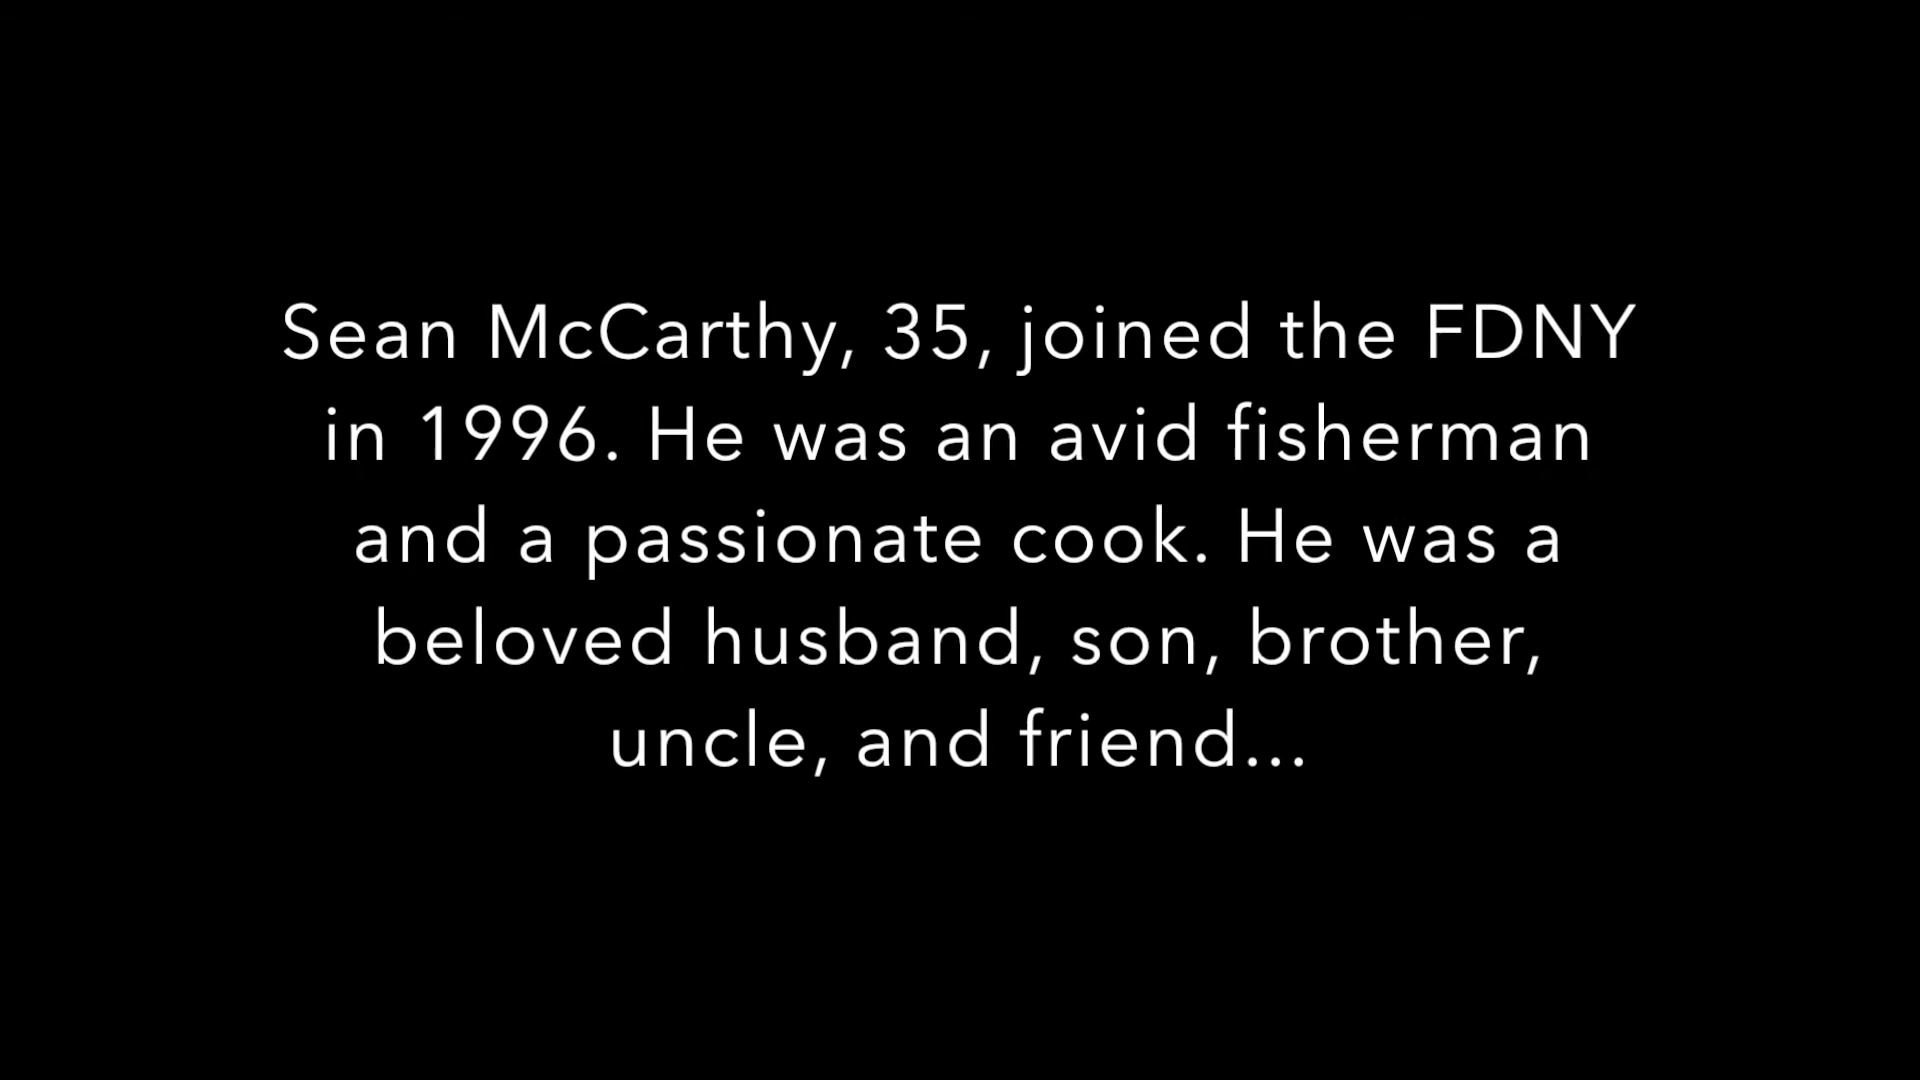 Sean McCarthy, 35, joined the FDNY
in 1996. He was an avid fisherman
and a passionate cook. He was a
beloved husband, son, brother,
uncle, and friend...